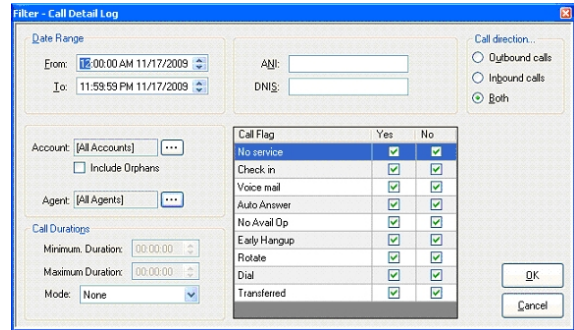 Filter - Call Detail Log
Date Range
From: 12:00:00 AM 11/17/2009
To: 11:59:59 PM 11/17/2009
ANI:
DNIS:
Call direction...
Outbound calls
Inbound calls
Both
Account: [All Accounts] ...
Include Orphans
Agent: [All Agents] ...
Call Durations
Minimum. Duration: 00:00:00
Maximum Duration: 00:00:00
Mode: None
Call Flag Yes No
No service
Check in
Voice mail
Auto Answer
No Avail Op
Early Hangup
Rotate
Dial
Transferred
OK
Cancel